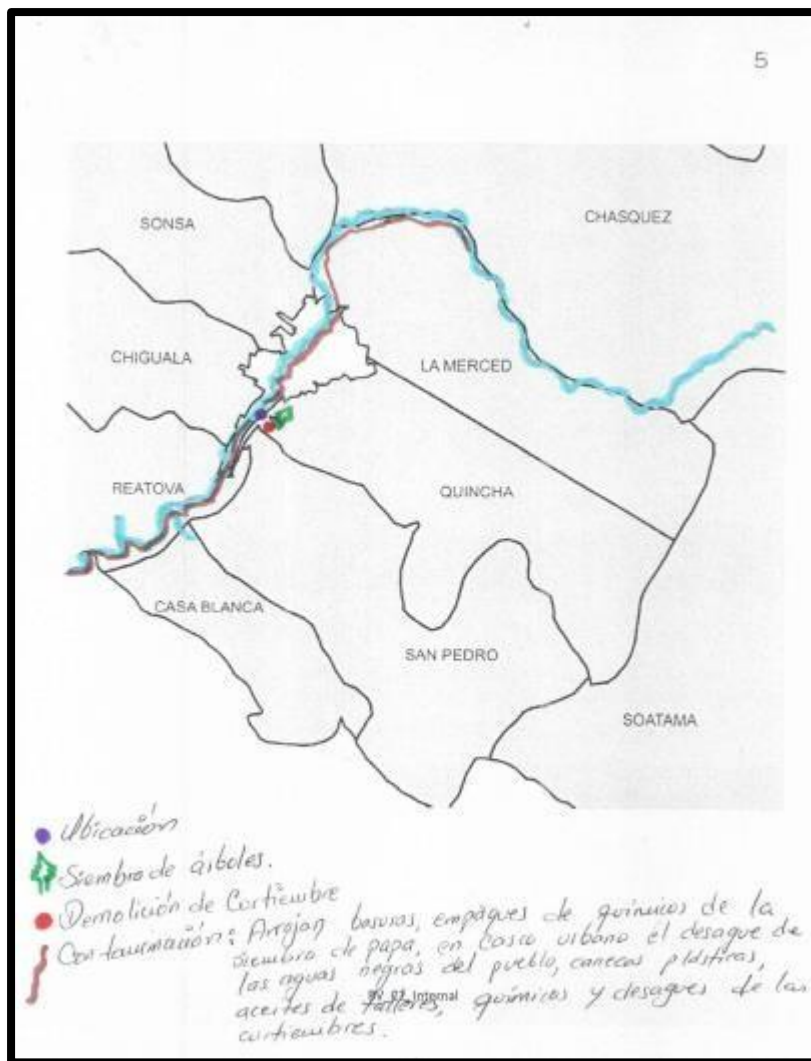 5
SONSA
CHASQUEZ
CHIGUALA
LA MERCED
REATOVA
QUINCHA
CASA BLANCA
SAN PEDRO
SOATAMA
Ubicación
Siembra de árboles.
Demolición de Curtiembre
Contaminación: Arrojan basuras, empaques de químicos de la
siembra de papa, en casco urbano el desague de
las aguas negras del pueblo, canecas plásticas,
aceites de talleres, químicos y desagues de las
curtiembres.
Internal